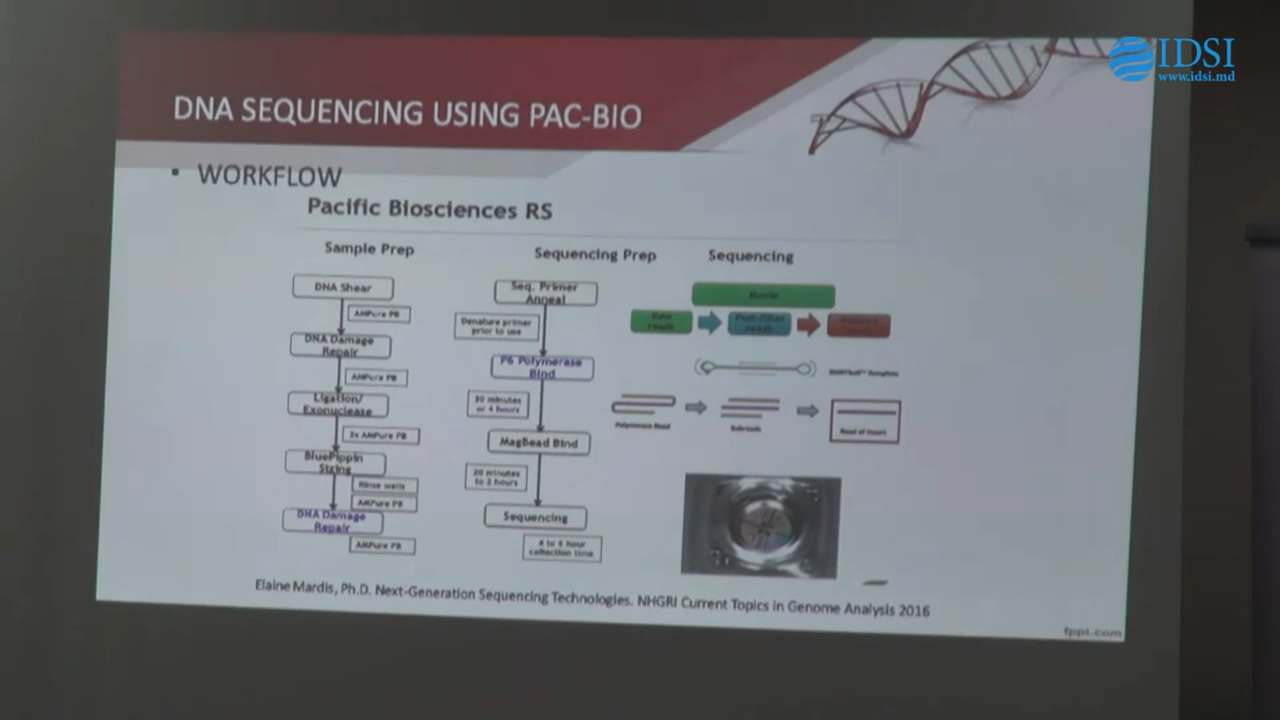 IDSI
www.idsi.md
DNA SEQUENCING USING PAC-BIO
• WORKFLOW
Pacific Biosciences RS
Sample Prep
DNA Shear
AMPure PB
DNA Damage
Repair
AMPure PB
Ligation/
Exonuclease
2x AMPure PB
BluePippin
Sizing
Rinse wells
AMPure PB
DNA Damage
Repair
AMPure PB
Sequencing Prep
Seq. Primer
Anneal
Denature primer
prior to use
P6 Polymerase
Bind
30 minutes
or 4 hours
MagBead Bind
20 minutes
to 2 hours
Sequencing
4 to 6 hour
collection time
Sequencing
Movie
Raw
reads
Post-filter
reads
Polymerase Read
Subreads
Read of Insert
Elaine Mardis, Ph.D. Next-Generation Sequencing Technologies. NHGRI Current Topics in Genome Analysis 2016
fppt.com